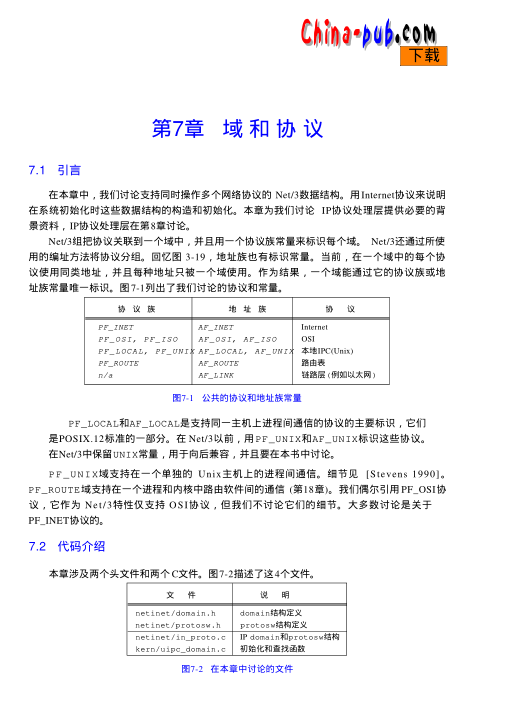 China-pub.com
下载
第7章 域 和 协 议
7.1 引言
在本章中，我们讨论支持同时操作多个网络协议的 Net/3数据结构。用Internet协议来说明
在系统初始化时这些数据结构的构造和初始化。本章为我们讨论 IP协议处理层提供必要的背
景资料，IP协议处理层在第8章讨论。
Net/3组把协议关联到一个域中，并且用一个协议族常量来标识每个域。 Net/3还通过所使
用的编址方法将协议分组。回忆图 3-19，地址族也有标识常量。当前，在一个域中的每个协
议使用同类地址，并且每种地址只被一个域使用。作为结果，一个域能通过它的协议族或地
址族常量唯一标识。图7-1列出了我们讨论的协议和常量。
协 议 族 地 址 族 协 议
PF_INET AF_INET Internet
PF_OSI, PF_ISO AF_OSI, AF_ISO OSI
PF_LOCAL, PF_UNIX AF_LOCAL, AF_UNIX 本地IPC(Unix)
PF_ROUTE AF_ROUTE 路由表
n/a AF_LINK 链路层 (例如以太网)
图7-1 公共的协议和地址族常量
PF_LOCAL和AF_LOCAL是支持同一主机上进程间通信的协议的主要标识，它们
是POSIX.12标准的一部分。在 Net/3以前，用PF_UNIX和AF_UNIX标识这些协议。
在Net/3中保留UNIX常量，用于向后兼容，并且要在本书中讨论。
PF_UNIX域支持在一个单独的 Unix主机上的进程间通信。细节见 [Stevens 1990]。
PF_ROUTE域支持在一个进程和内核中路由软件间的通信 (第18章)。我们偶尔引用PF_OSI协
议，它作为 Net/3特性仅支持 OSI协议，但我们不讨论它们的细节。大多数讨论是关于
PF_INET协议的。
7.2 代码介绍
本章涉及两个头文件和两个C文件。图7-2描述了这4个文件。
文 件 说 明
netinet/domain.h domain结构定义
netinet/protosw.h protosw结构定义
netinet/in_proto.c IP domain和protosw结构
kern/uipc_domain.c 初始化和查找函数
图7-2 在本章中讨论的文件